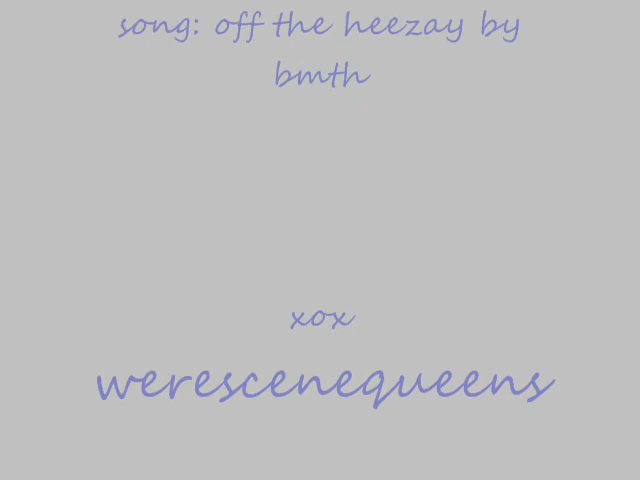 song: off the heezay by
bmth
xox
werescenequeens